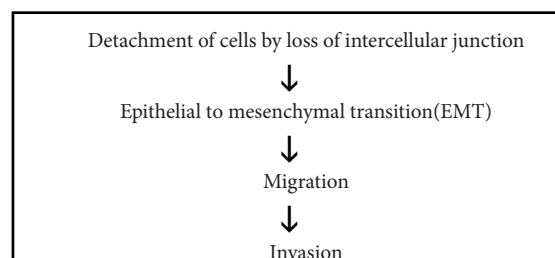 Detachment of cells by loss of intercellular junction
Epithelial to mesenchymal transition(EMT)
Migration
Invasion